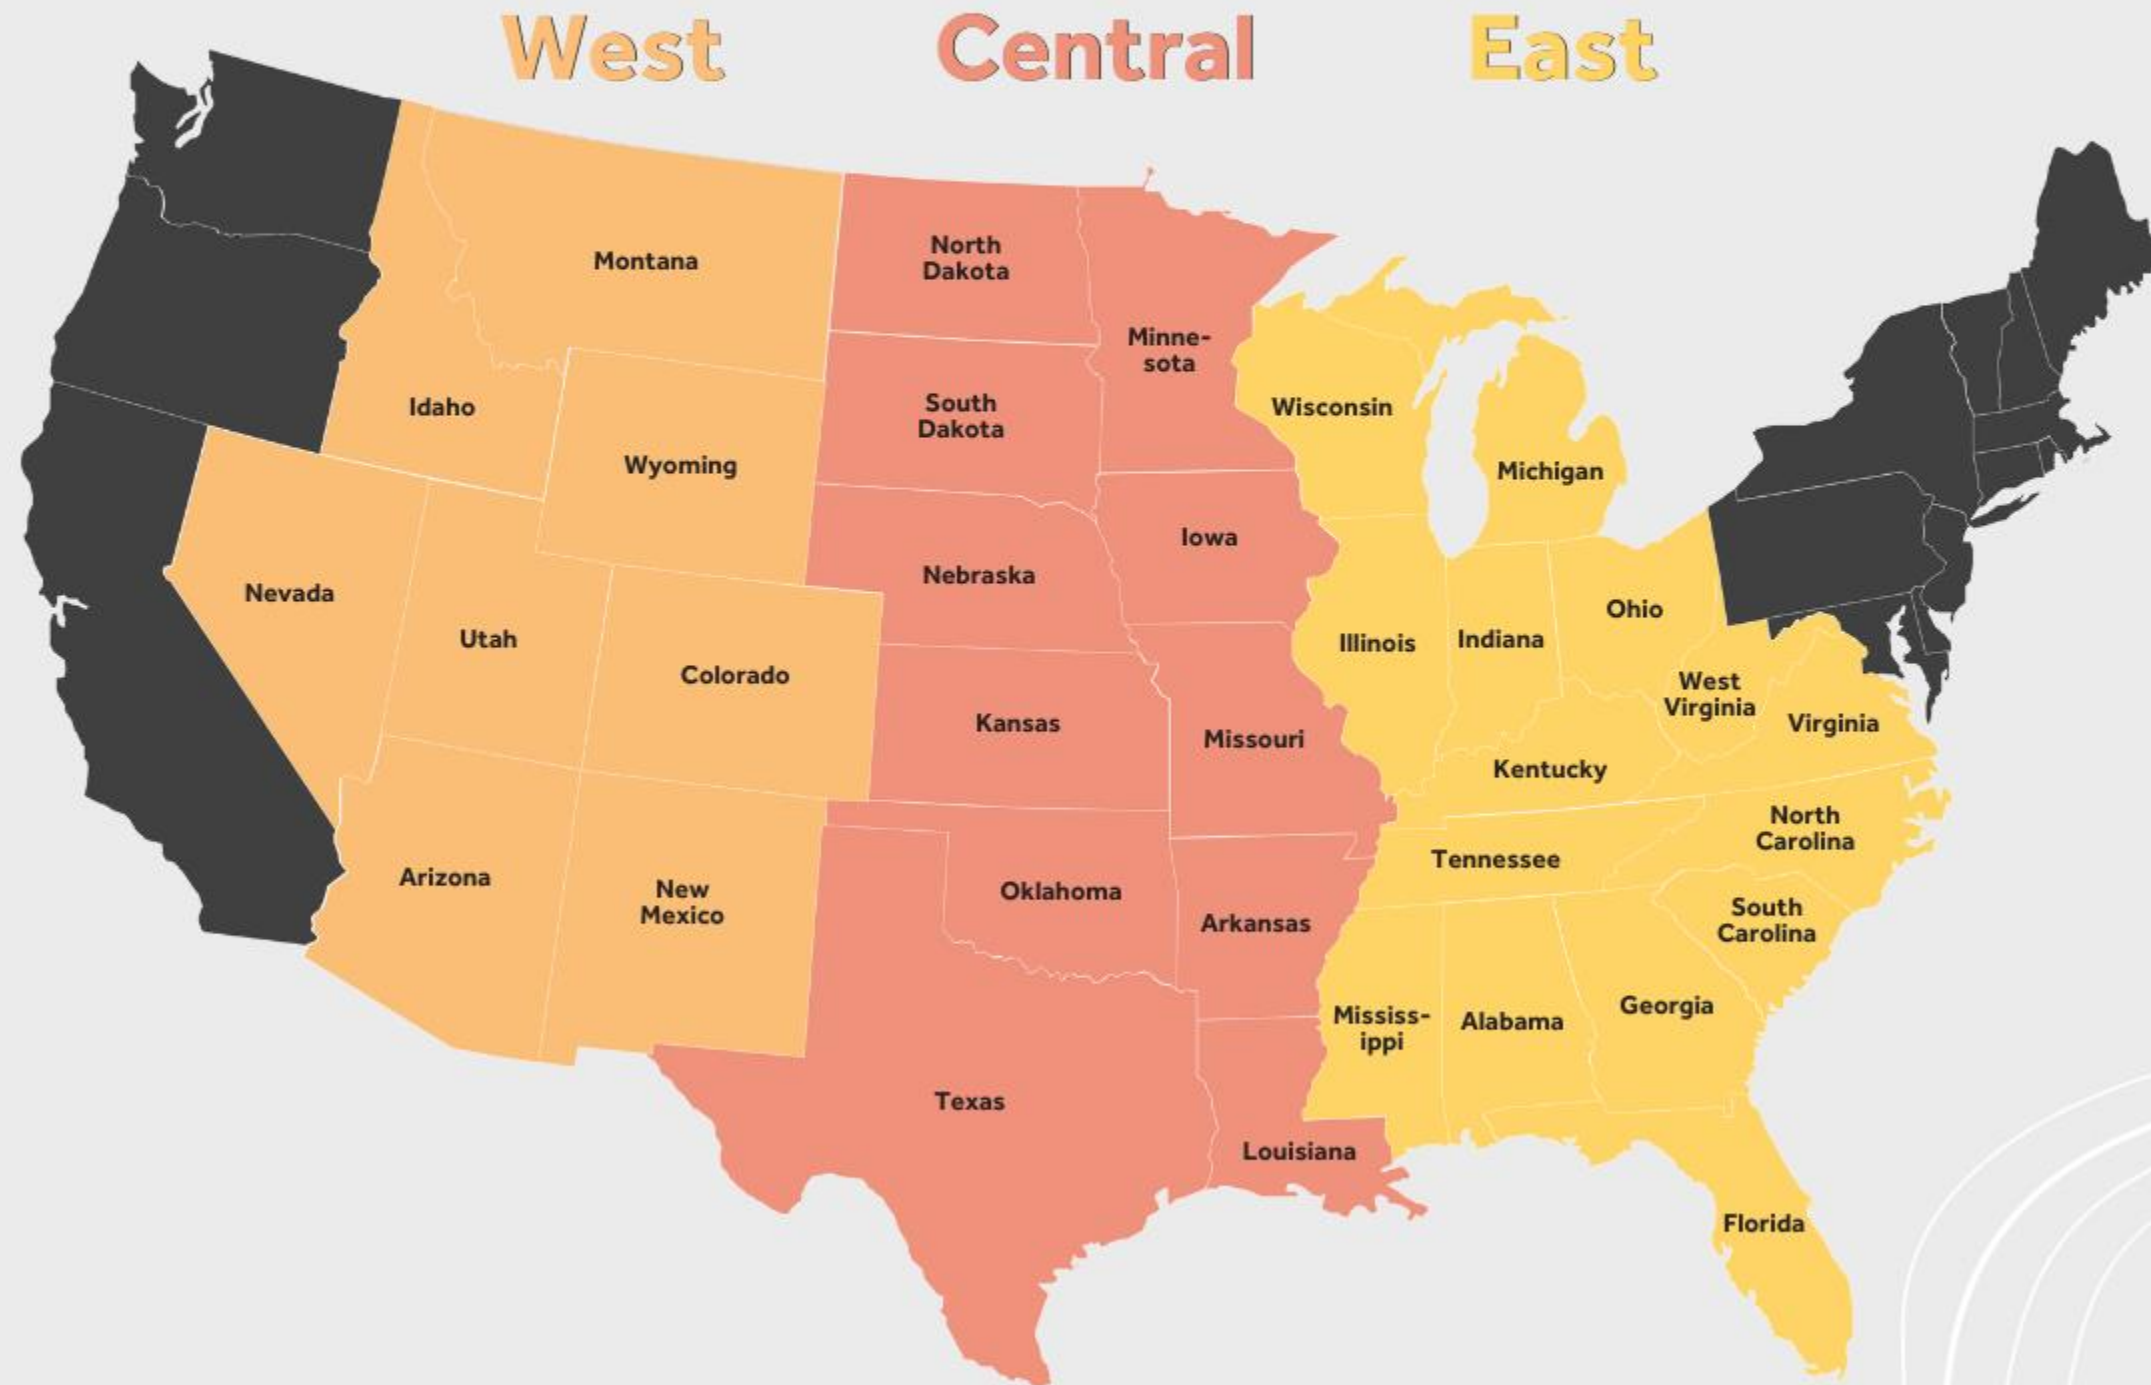 West
Central
East
Montana
North
Dakota
Minne-
sota
Idaho
Wyoming
South
Dakota
Wisconsin
Michigan
Nevada
Utah
Colorado
Nebraska
Iowa
Kansas
Missouri
Illinois
Indiana
Ohio
West
Virginia
Virginia
Kentucky
North
Carolina
Tennessee
South
Carolina
Arizona
New
Mexico
Oklahoma
Arkansas
Mississ-
ippi
Alabama
Georgia
Texas
Louisiana
Florida